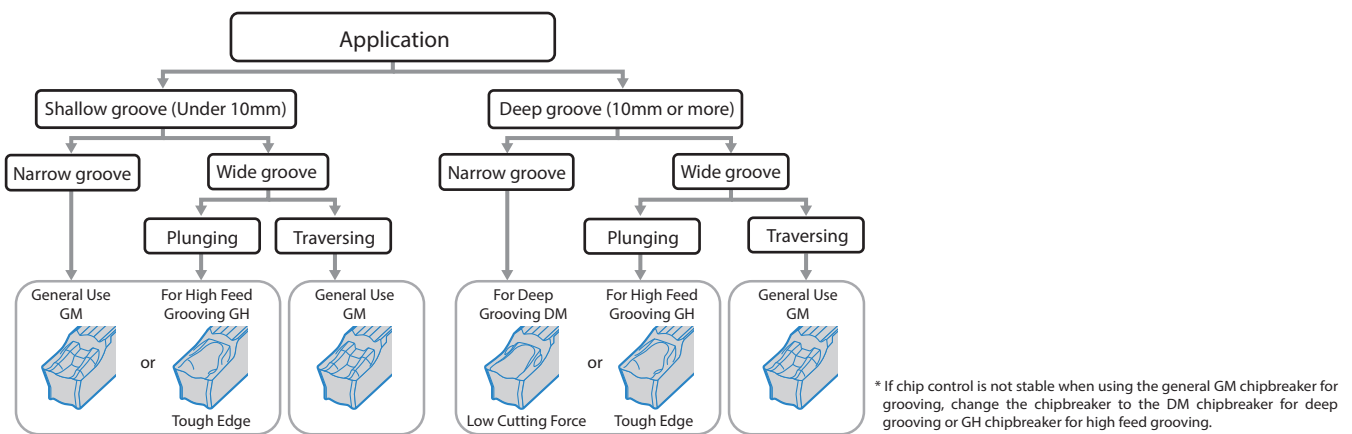 Application
Shallow groove (Under 10mm)
Deep groove (10mm or more)
Narrow groove
Wide groove
Narrow groove
Wide groove
Plunging
Traversing
Plunging
Traversing
General Use
GM
or
For High Feed
Grooving GH
Tough Edge
General Use
GM
For Deep
Grooving DM
Low Cutting Force
or
For High Feed
Grooving GH
Tough Edge
General Use
GM
* If chip control is not stable when using the general GM chipbreaker for
grooving, change the chipbreaker to the DM chipbreaker for deep
grooving or GH chipbreaker for high feed grooving.